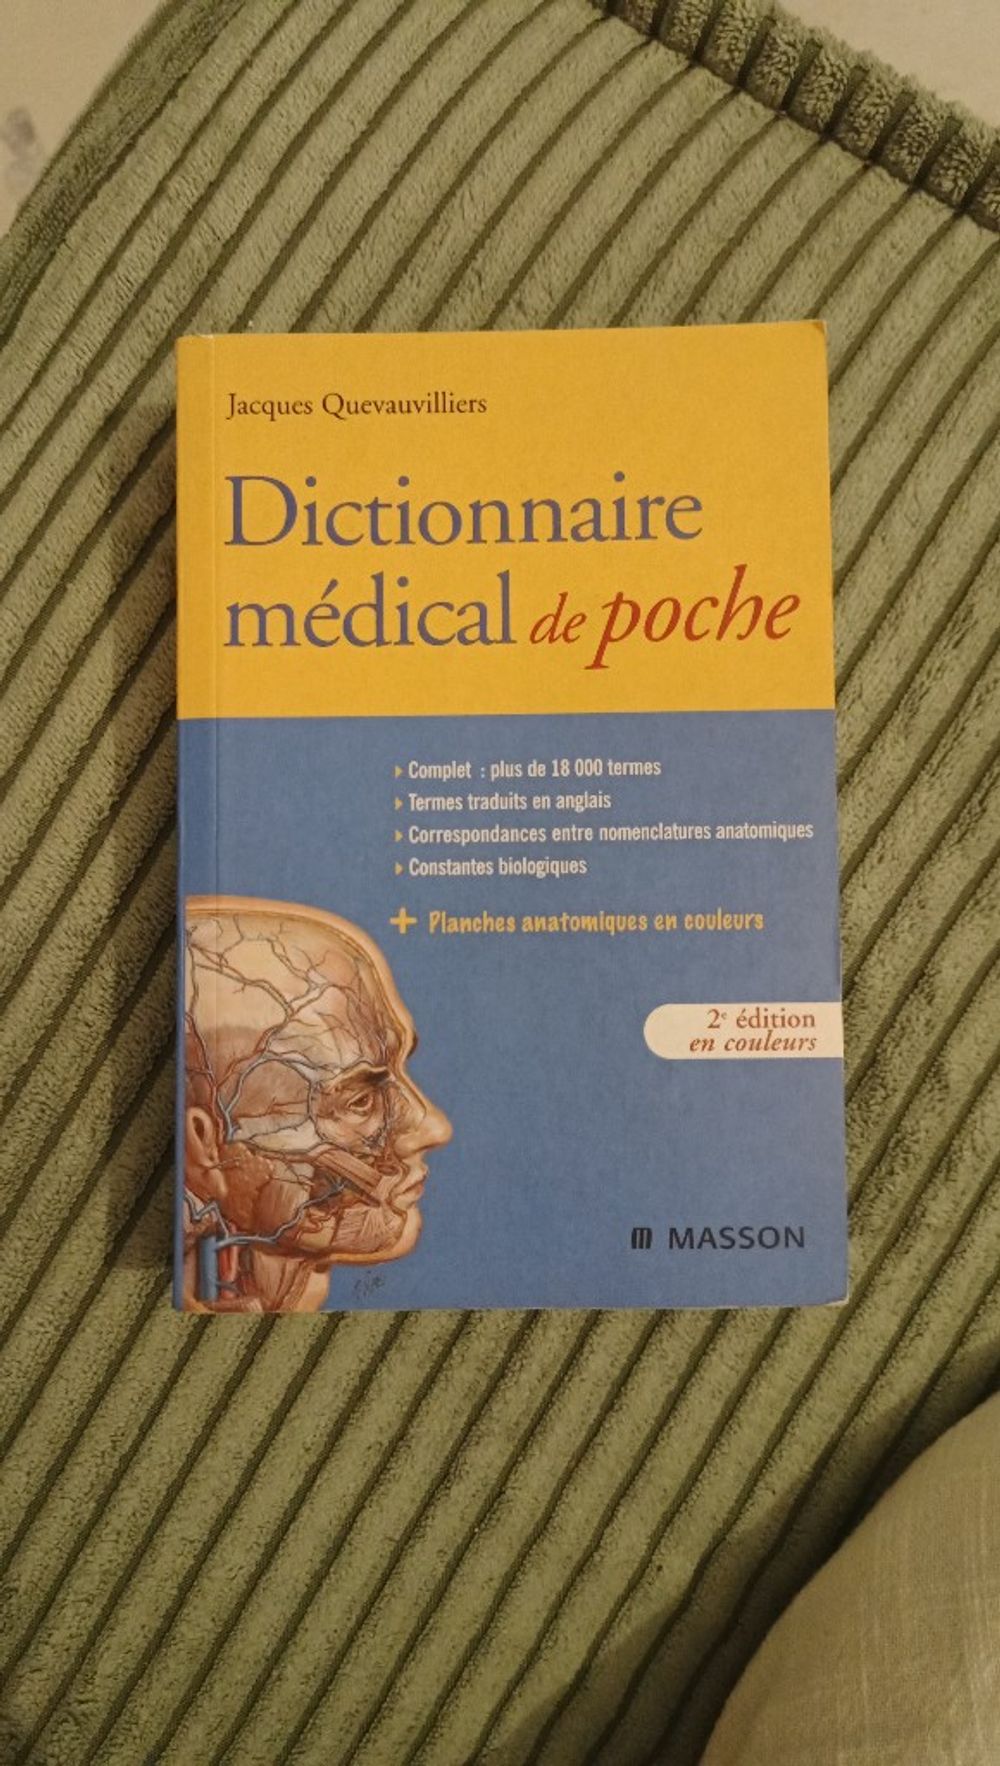 Jacques Quevauvilliers
Dictionnaire
médical de poche
Complet : plus de 18 000 termes
Termes traduits en anglais
Correspondances entre nomenclatures anatomiques
Constantes biologiques
+ Planches anatomiques en couleurs
2e édition
en couleurs
MASSON